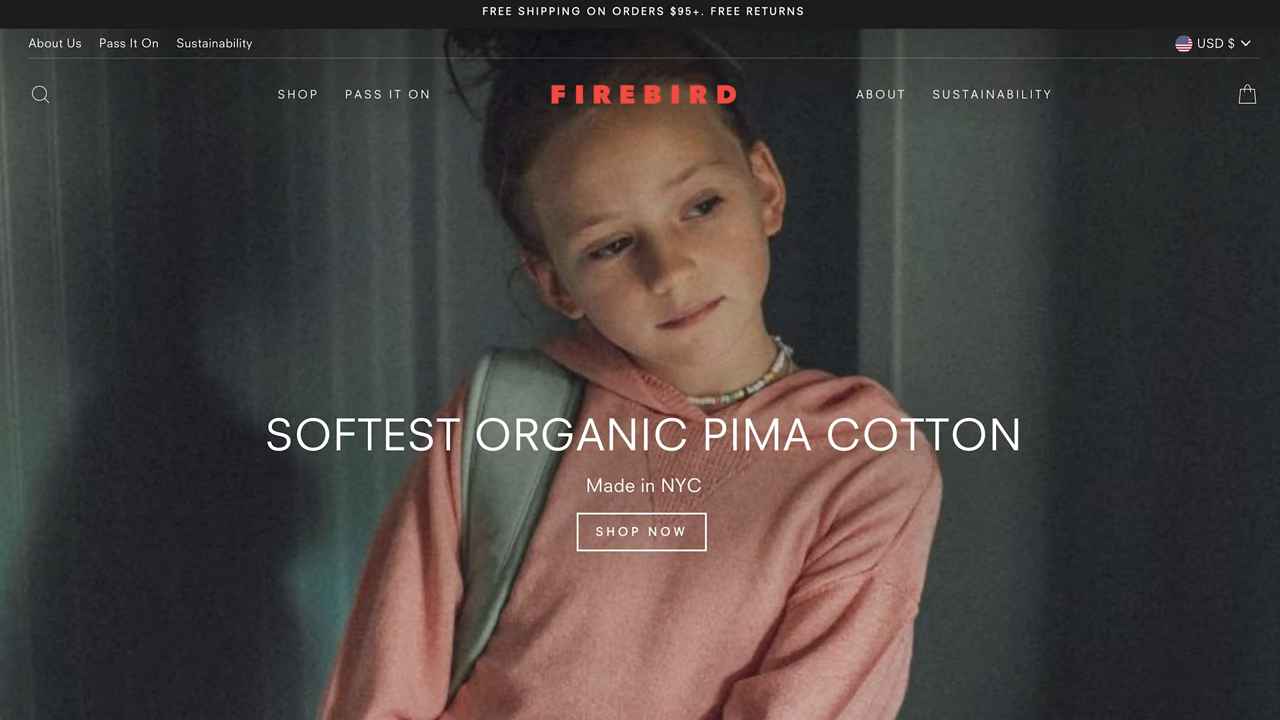 FREE SHIPPING ON ORDERS $95+. FREE RETURNS
About Us Pass It On Sustainability
USD $
SHOP PASS IT ON
FIREBIRD
ABOUT SUSTAINABILITY
SOFTEST ORGANIC PIMA COTTON
Made in NYC
SHOP NOW